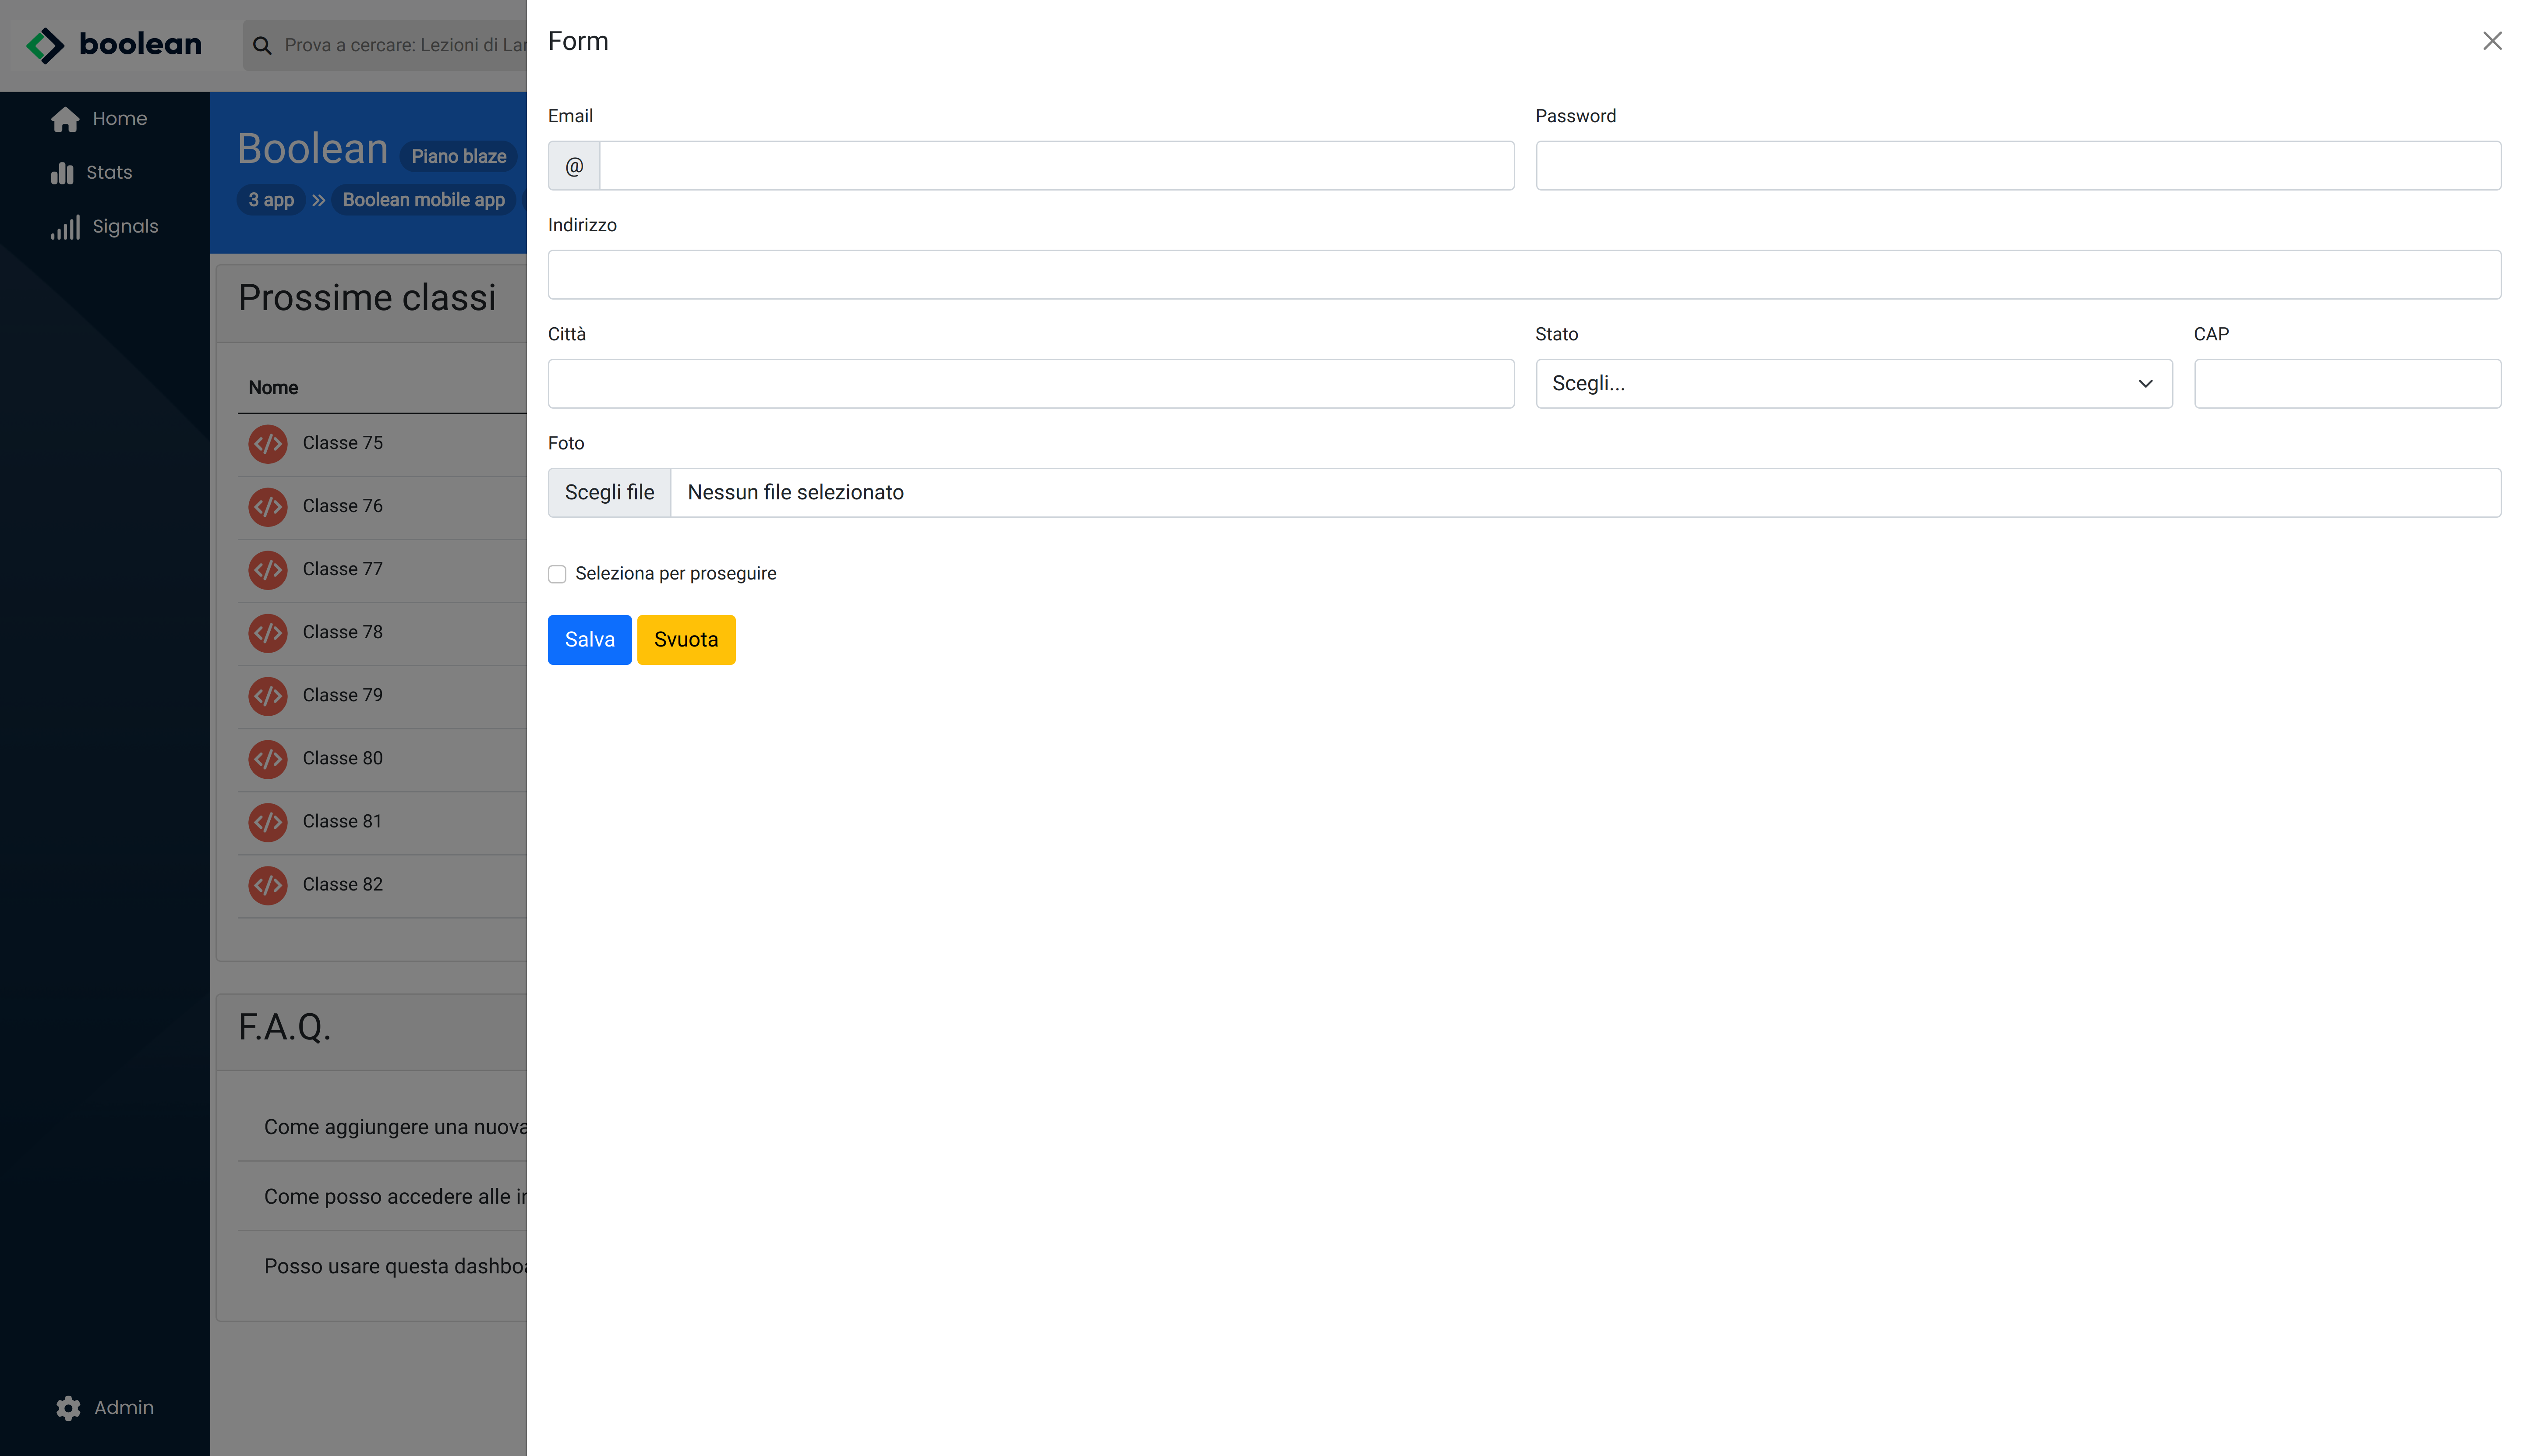 boolean
Prova a cercare: Lezioni di
Home
Stats
Signals
Admin
Boolean Piano blaze
3 app » Boolean mobile app
Prossime classi
Nome
</> Classe 75
</> Classe 76
</> Classe 77
</> Classe 78
</> Classe 79
</> Classe 80
</> Classe 81
</> Classe 82
F.A.Q.
Come aggiungere una nuova
Come posso accedere alle
Posso usare questa
Form
Email
Password
@
Indirizzo
Città
Stato
CAP
Scegli...
Foto
Scegli file Nessun file selezionato
Seleziona per proseguire
Salva Svuota